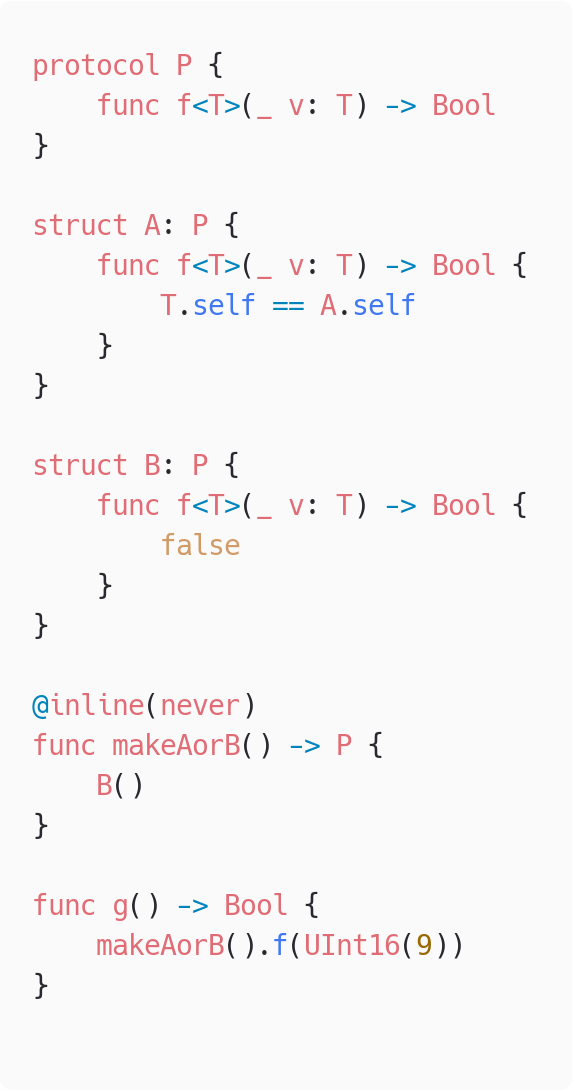 protocol P {
    func f<T>(_ v: T) -> Bool
}

struct A: P {
    func f<T>(_ v: T) -> Bool {
        T.self == A.self
    }
}

struct B: P {
    func f<T>(_ v: T) -> Bool {
        false
    }
}

@inline(never)
func makeAorB() -> P {
    B()
}

func g() -> Bool {
    makeAorB().f(UInt16(9))
}